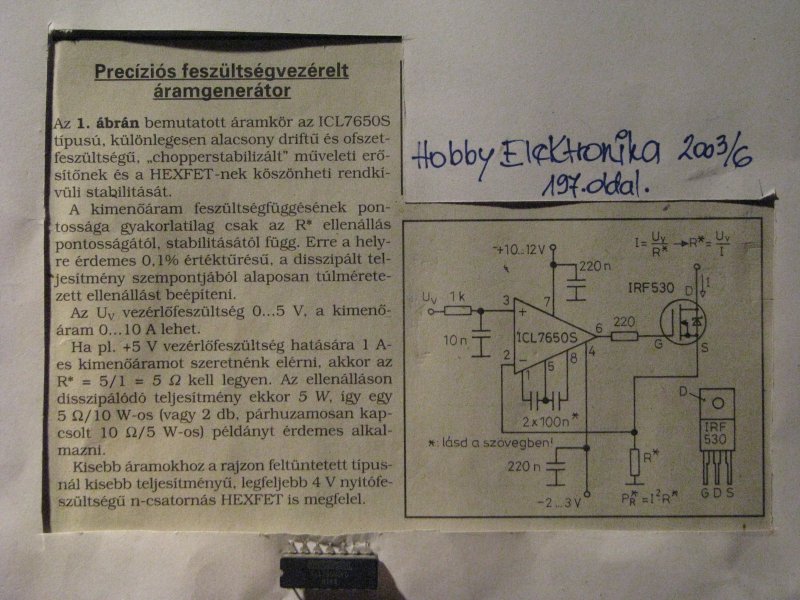 Precíziós feszültségvezérelt
áramgenerátor
Az 1. ábrán bemutatott áramkör az ICL7650S
típusú, különlegesen alacsony driftű és ofszet-
feszültségű, „chopperstabilizált” műveleti erő-
sítőnek és a HEXFET-nek köszönheti rendkí-
vüli stabilitását.
A kimenőáram feszültségfüggésének pon-
tossága gyakorlatilag csak az R* ellenállás
pontosságától, stabilitásától függ. Erre a hely-
re érdemes 0,1% értéktűrésű, a disszipált tel-
jesítmény szempontjából alaposan túlmérete-
zett ellenállást beépíteni.
Az UV vezérlőfeszültség 0...5 V, a kimenő-
áram 0...10 A lehet.
Ha pl. +5 V vezérlőfeszültség hatására 1 A-
es kimenőáramot szeretnénk elérni, akkor az
R* = 5/1 = 5 Ω kell legyen. Az ellenálláson
disszipálódó teljesítmény ekkor 5 W, így egy
5 Ω/10 W-os (vagy 2 db, párhuzamosan kap-
csolt 10 Ω/5 W-os) példányt érdemes alkal-
mazni.
Kisebb áramokhoz a rajzon feltüntetett típus-
nál kisebb teljesítményű, legfeljebb 4 V nyitófe-
szültségű n-csatornás HEXFET is megfelel.
Hobby Elektronika 2003/6
197.oldal.
I = UV/R* → R* = UV/I
+10...12V
220n
IRF530
D
I
UV
1k
3
+
7
ICL7650S
6
220
G
S
10n
2
−
1
5
8
4
2x100n*
D
IRF
530
*: lásd a szövegben!
R*
220n
G D S
−2...3V
PR* = I²R*